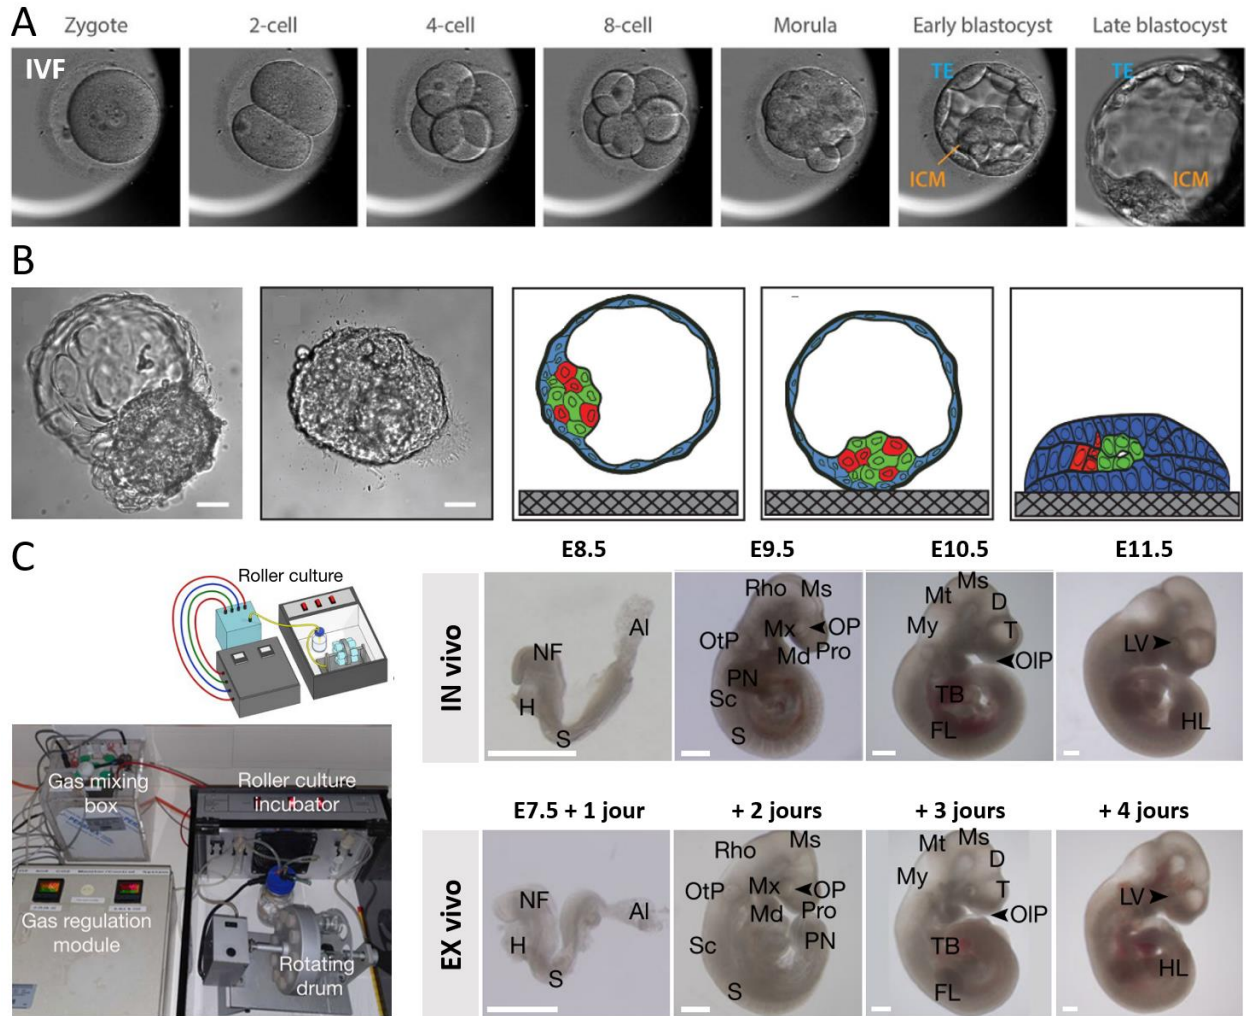 A
Zygote
2-cell
4-cell
8-cell
Morula
Early blastocyst
Late blastocyst
IVF
TE
ICM
TE
ICM
B
C
Roller culture
Gas mixing
box
Roller culture
incubator
Gas regulation
module
Rotating
drum
E8.5
E9.5
E10.5
E11.5
IN vivo
NF
Al
H
S
Rho
Ms
OtP
Mx
OP
Md
Pro
PN
Sc
S
Ms
Mt
D
My
T
OlP
TB
FL
LV
HL
E7.5 + 1 jour
+ 2 jours
+ 3 jours
+ 4 jours
EX vivo
NF
Al
H
S
Rho
Ms
OtP
Mx
OP
Md
Pro
Sc
PN
S
Mt
Ms
D
My
T
OlP
TB
FL
LV
HL